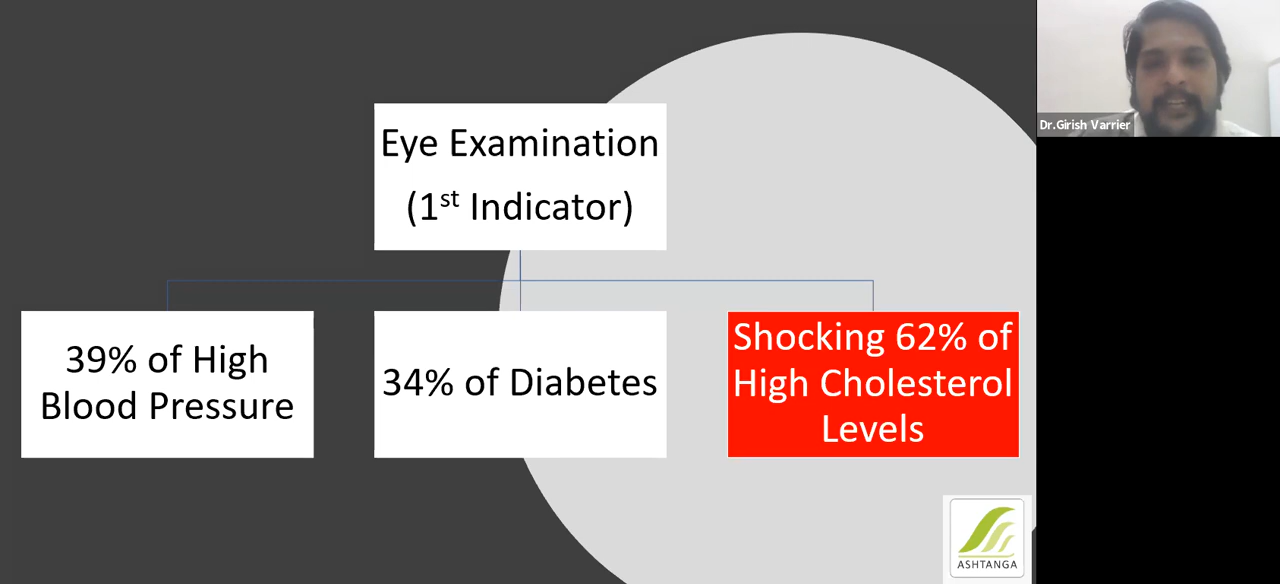 Dr.Girish Varrier
Eye Examination
(1st Indicator)
39% of High
Blood Pressure
34% of Diabetes
Shocking 62% of
High Cholesterol
Levels
ASHTANGA